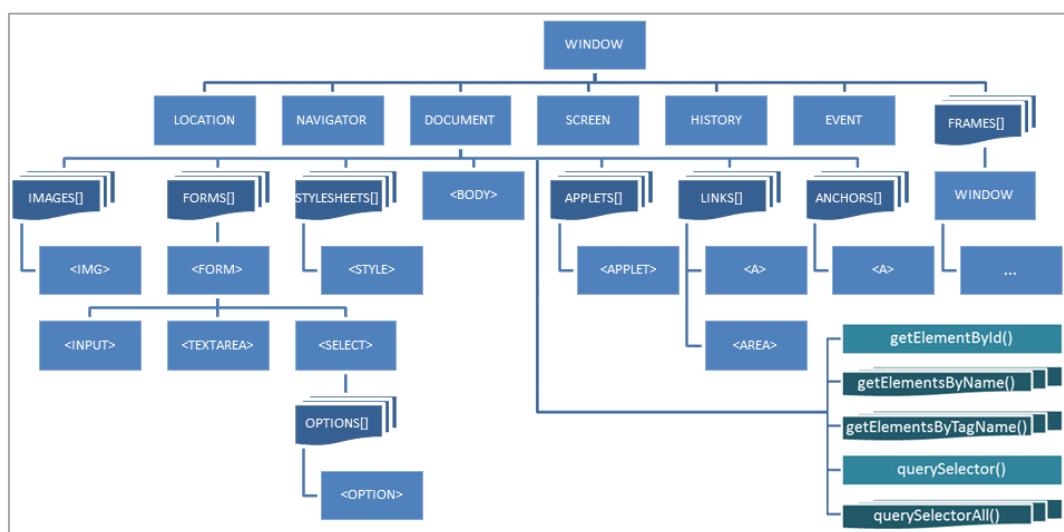 WINDOW
LOCATION
NAVIGATOR
DOCUMENT
SCREEN
HISTORY
EVENT
FRAMES[]
IMAGES[]
FORMS[]
STYLESHEETS[]
<BODY>
APPLETS[]
LINKS[]
ANCHORS[]
WINDOW
<IMG>
<FORM>
<STYLE>
<APPLET>
<A>
<A>
...
<INPUT>
<TEXTAREA>
<SELECT>
<AREA>
getElementById()
getElementsByName()
OPTIONS[]
getElementsByTagName()
querySelector()
<OPTION>
querySelectorAll()